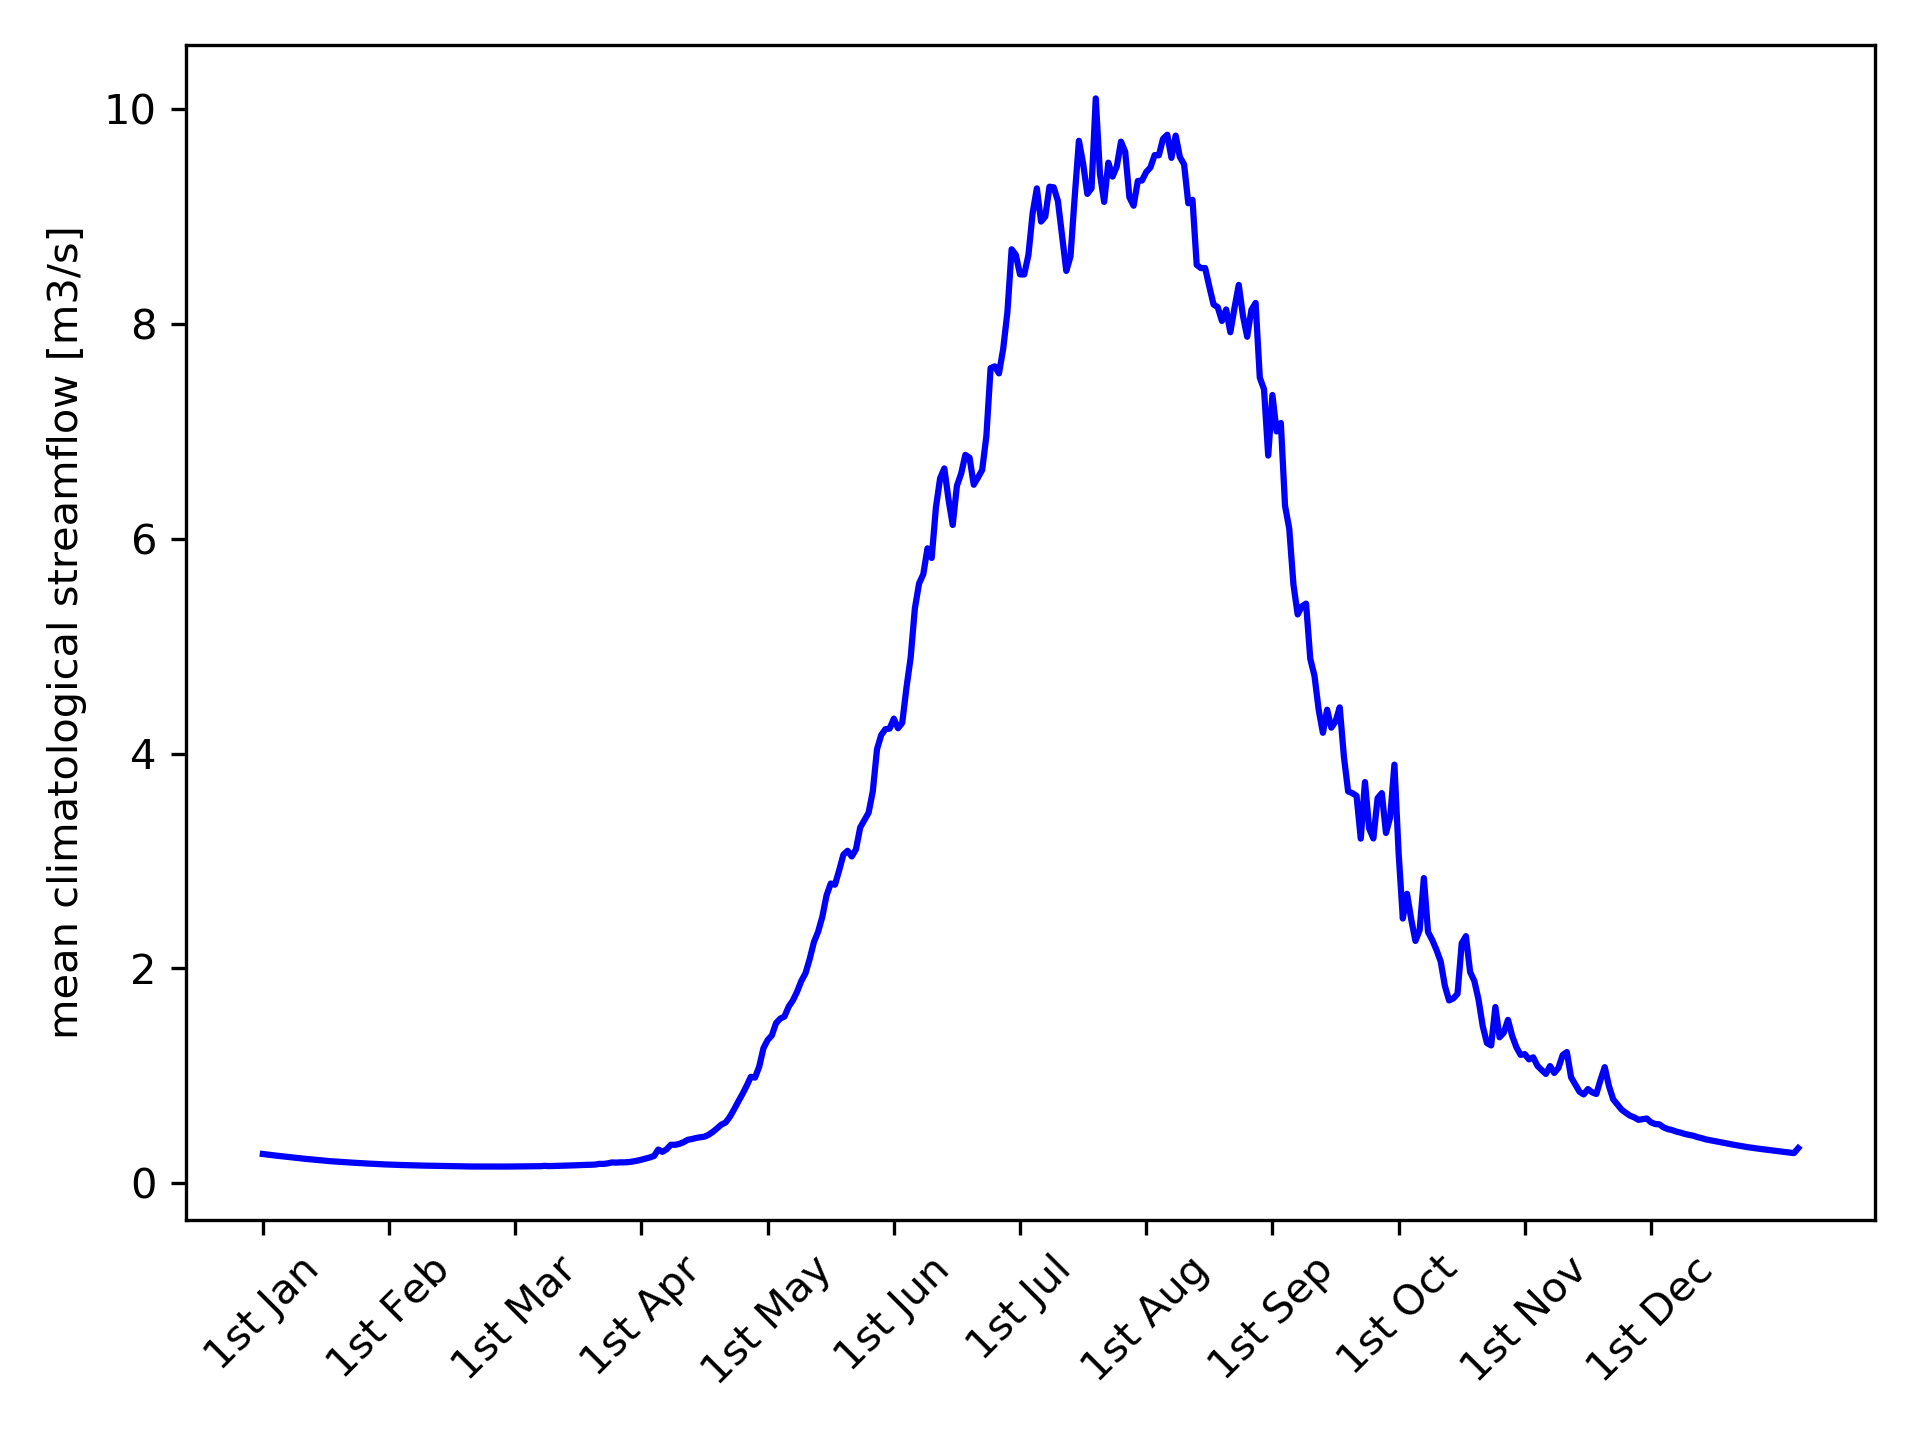 mean climatological streamflow [m3/s]
10
8
6
4
2
0
1st Jan
1st Feb
1st Mar
1st Apr
1st May
1st Jun
1st Jul
1st Aug
1st Sep
1st Oct
1st Nov
1st Dec